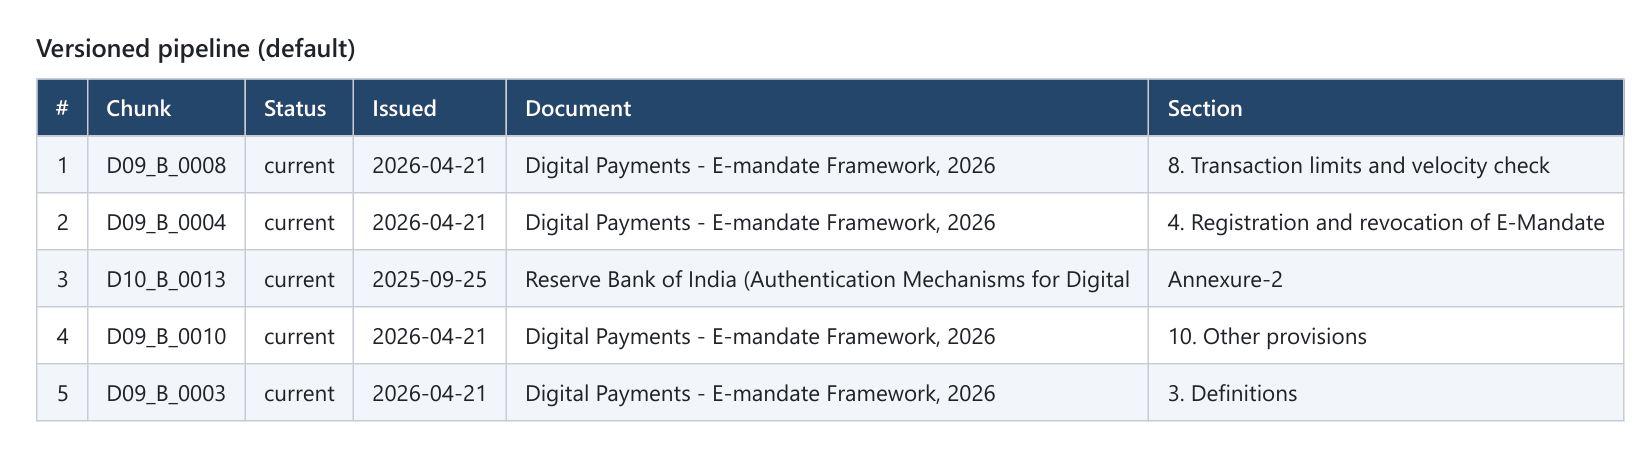 Versioned pipeline (default)
# Chunk Status Issued Document Section
1 D09_B_0008 current 2026-04-21 Digital Payments - E-mandate Framework, 2026 8. Transaction limits and velocity check
2 D09_B_0004 current 2026-04-21 Digital Payments - E-mandate Framework, 2026 4. Registration and revocation of E-Mandate
3 D10_B_0013 current 2025-09-25 Reserve Bank of India (Authentication Mechanisms for Digital Annexure-2
4 D09_B_0010 current 2026-04-21 Digital Payments - E-mandate Framework, 2026 10. Other provisions
5 D09_B_0003 current 2026-04-21 Digital Payments - E-mandate Framework, 2026 3. Definitions